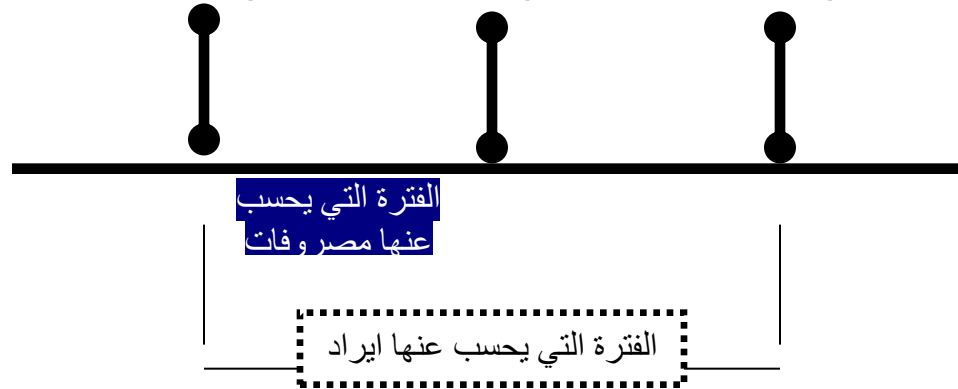 الفترة التي يحسب
عنها مصروفات
الفترة التي يحسب عنها ايراد